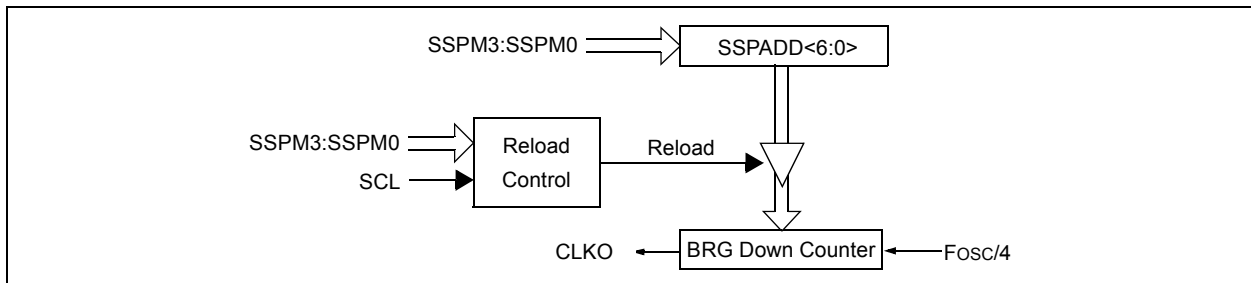 SSPM3:SSPM0
SSPADD<6:0>
SSPM3:SSPM0
SCL
Reload
Control
Reload
CLKO
BRG Down Counter
FOSC/4